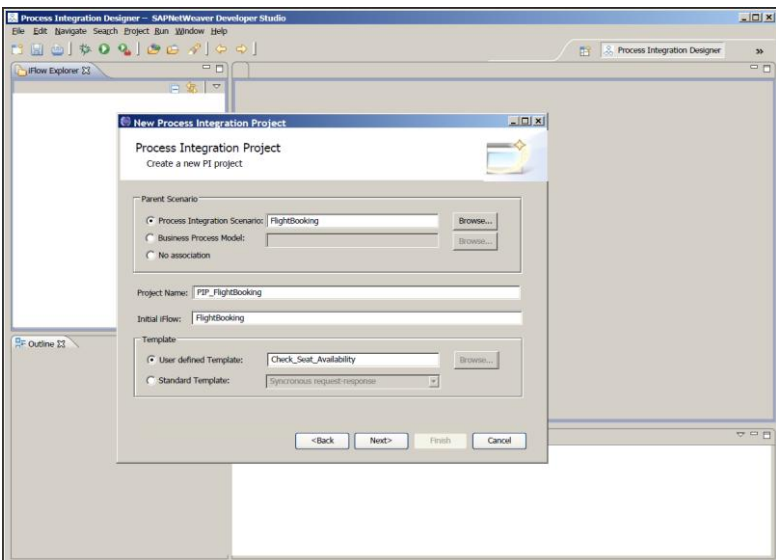 Process Integration Designer – SAPNetWeaver Developer Studio
File Edit Navigate Search Project Run Window Help
Process Integration Designer
iFlow Explorer
New Process Integration Project
Process Integration Project
Create a new PI project
Parent Scenario
Process Integration Scenario: FlightBooking Browse...
Business Process Model: Browse...
No association
Project Name: PIP_FlightBooking
Initial iFlow: FlightBooking
Template
User defined Template: Check_Seat_Availability Browse...
Standard Template: Syncronous request-response
Outline
<Back Next> Finish Cancel